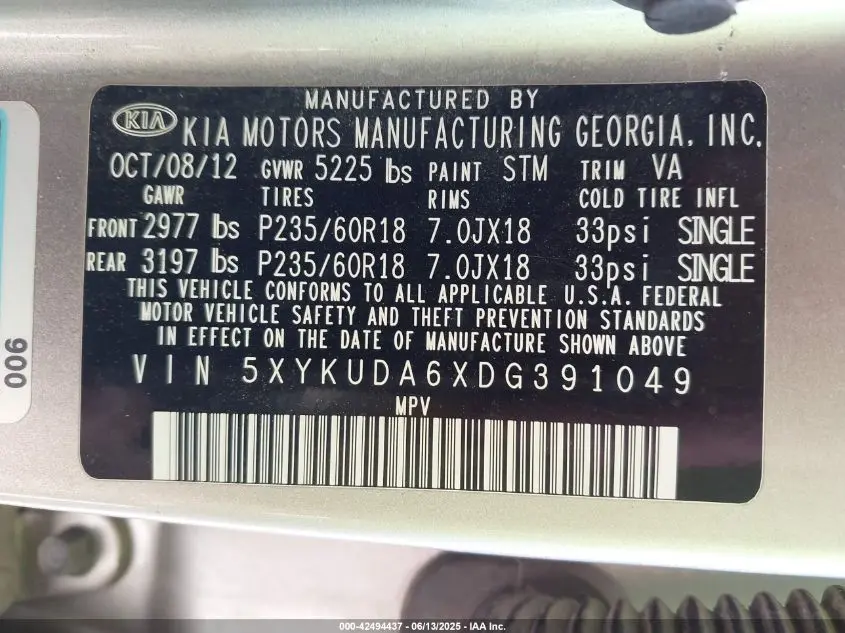 MANUFACTURED BY
KIA KIA MOTORS MANUFACTURING GEORGIA, INC.
OCT/08/12 GVWR 5225 lbs PAINT STM TRIM VA
GAWR TIRES RIMS COLD TIRE INFL
FRONT 2977 lbs P235/60R18 7.0JX18 33psi SINGLE
REAR 3197 lbs P235/60R18 7.0JX18 33psi SINGLE
THIS VEHICLE CONFORMS TO ALL APPLICABLE U.S.A. FEDERAL
MOTOR VEHICLE SAFETY AND THEFT PREVENTION STANDARDS
IN EFFECT ON THE DATE OF MANUFACTURE SHOWN ABOVE
VIN 5XYKUDA6XDG391049
MPV
006
000-42494437 - 06/13/2025 - IAA Inc.